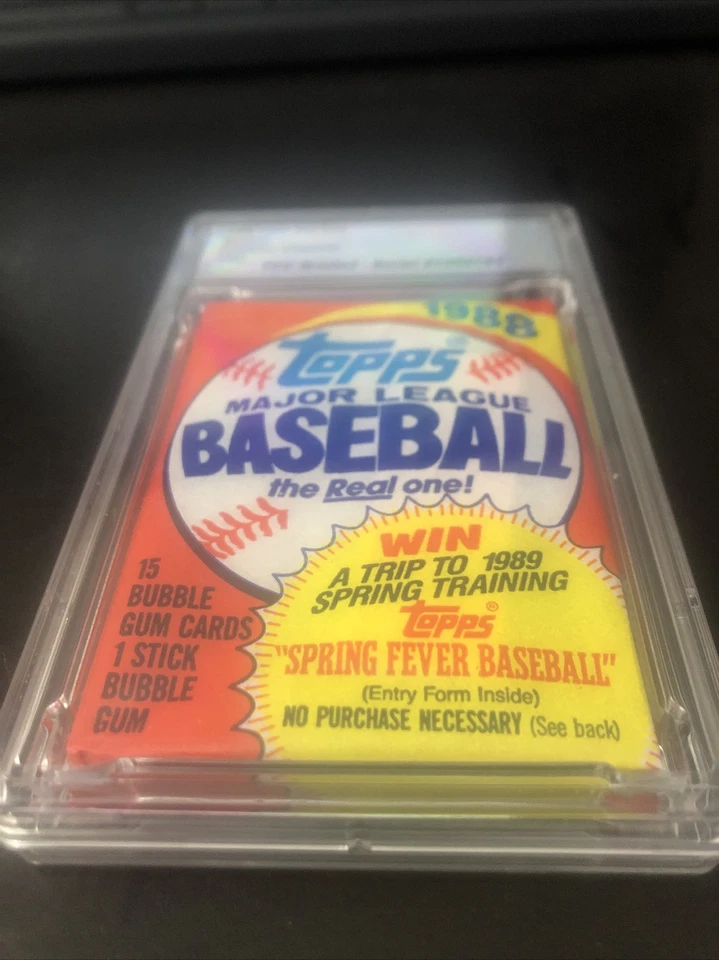 1988
Topps®
MAJOR LEAGUE
BASEBALL
the Real one!
WIN
A TRIP TO 1989
SPRING TRAINING
Topps®
"SPRING FEVER BASEBALL"
(Entry Form Inside)
NO PURCHASE NECESSARY (See back)
15
BUBBLE
GUM CARDS
1 STICK
BUBBLE
GUM